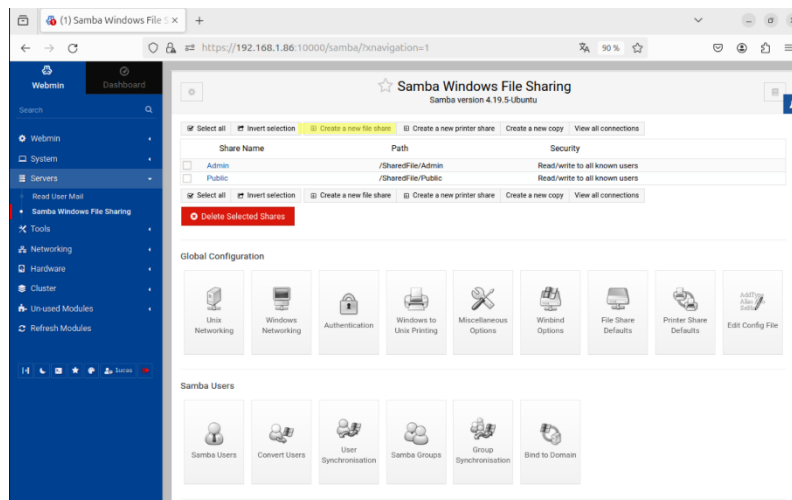 (1) Samba Windows File S
https://192.168.1.86:10000/samba/?xnavigation=1
90 %
Webmin
Dashboard
Search
Webmin
System
Servers
Read User Mail
Samba Windows File Sharing
Tools
Networking
Hardware
Cluster
Un-used Modules
Refresh Modules
lucas
Samba Windows File Sharing
Samba version 4.19.5-Ubuntu
Select all Invert selection Create a new file share Create a new printer share Create a new copy View all connections
Share Name Path Security
Admin /SharedFile/Admin Read/write to all known users
Public /SharedFile/Public Read/write to all known users
Select all Invert selection Create a new file share Create a new printer share Create a new copy View all connections
Delete Selected Shares
Global Configuration
Unix Networking
Windows Networking
Authentication
Windows to Unix Printing
Miscellaneous Options
Winbind Options
File Share Defaults
Printer Share Defaults
Edit Config File
Samba Users
Samba Users
Convert Users
User Synchronisation
Samba Groups
Group Synchronisation
Bind to Domain